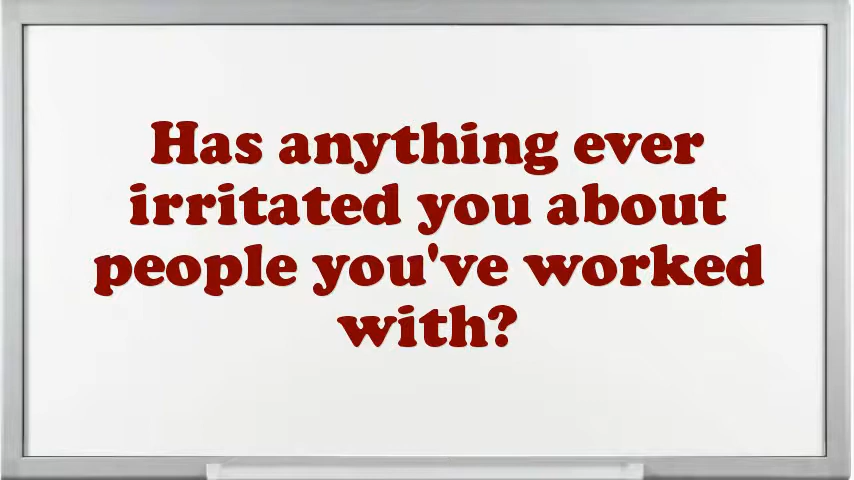 Has anything ever
irritated you about
people you've worked
with?